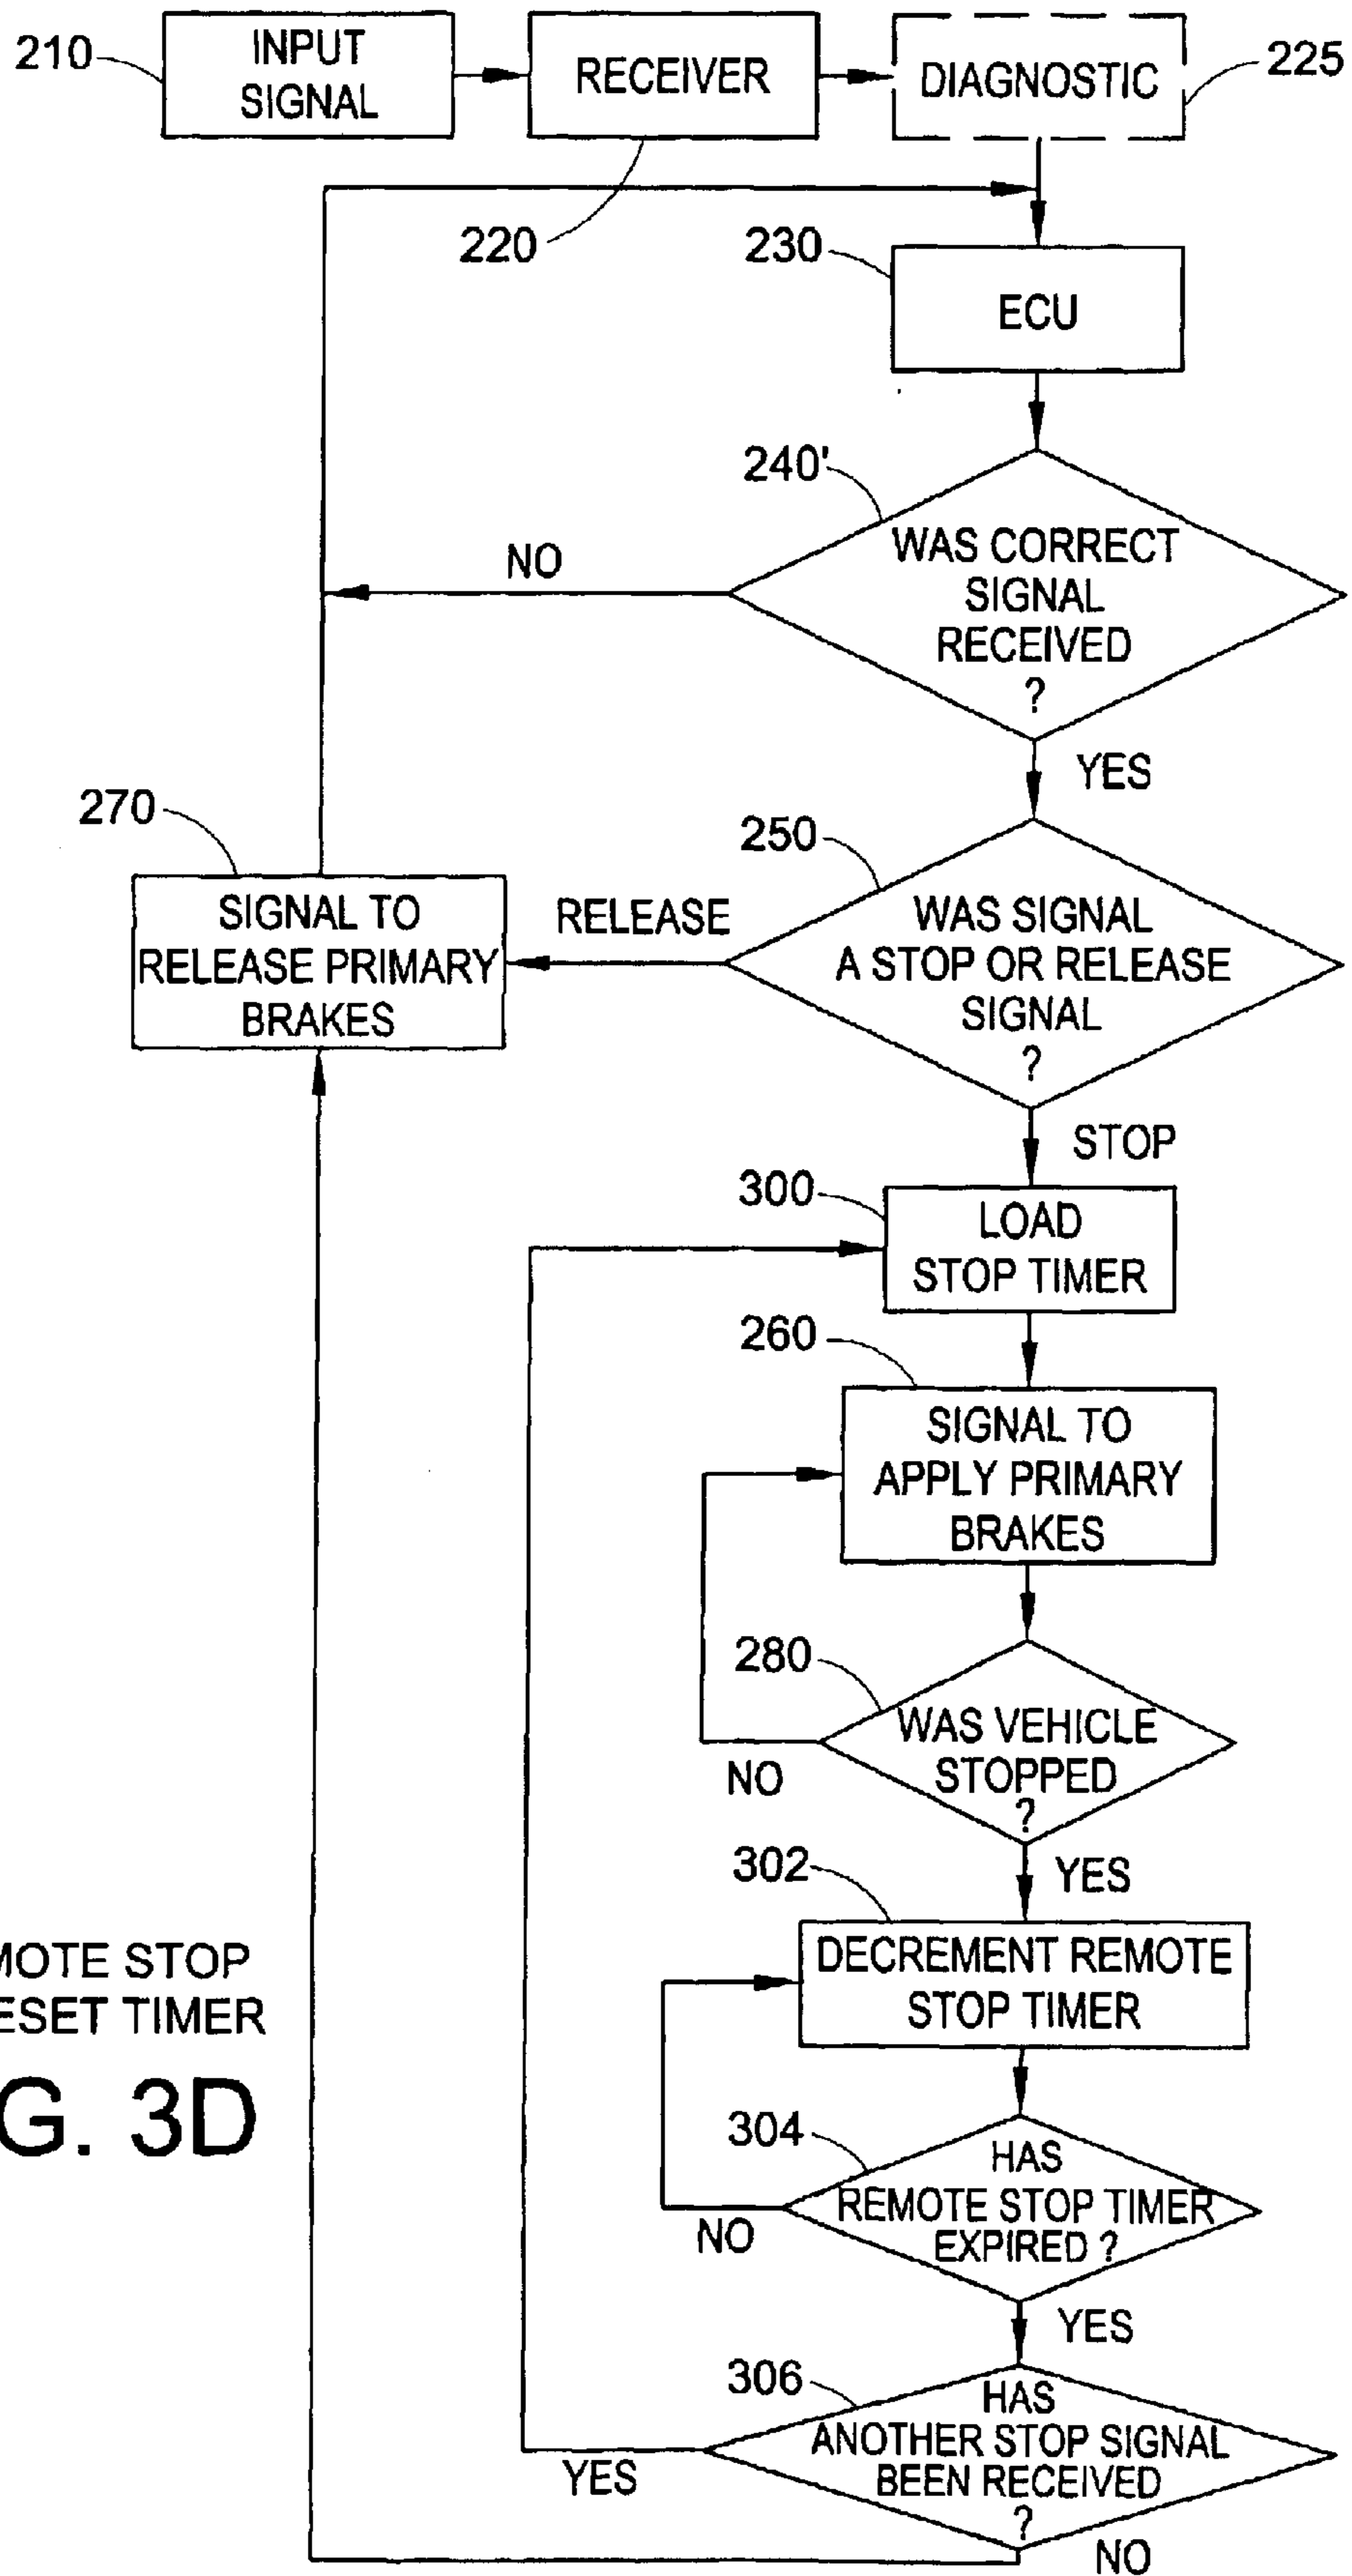 210
INPUT
SIGNAL
RECEIVER
DIAGNOSTIC
225
220
230
ECU
240'
WAS CORRECT
SIGNAL
RECEIVED
?
NO
YES
270
250
SIGNAL TO
RELEASE PRIMARY
BRAKES
RELEASE
WAS SIGNAL
A STOP OR RELEASE
SIGNAL
?
STOP
300
LOAD
STOP TIMER
260
SIGNAL TO
APPLY PRIMARY
BRAKES
280
WAS VEHICLE
STOPPED
?
NO
YES
302
DECREMENT REMOTE
STOP TIMER
MOTE STOP
ESET TIMER
G. 3D
304
HAS
REMOTE STOP TIMER
EXPIRED ?
NO
YES
306
HAS
ANOTHER STOP SIGNAL
BEEN RECEIVED
?
YES
NO